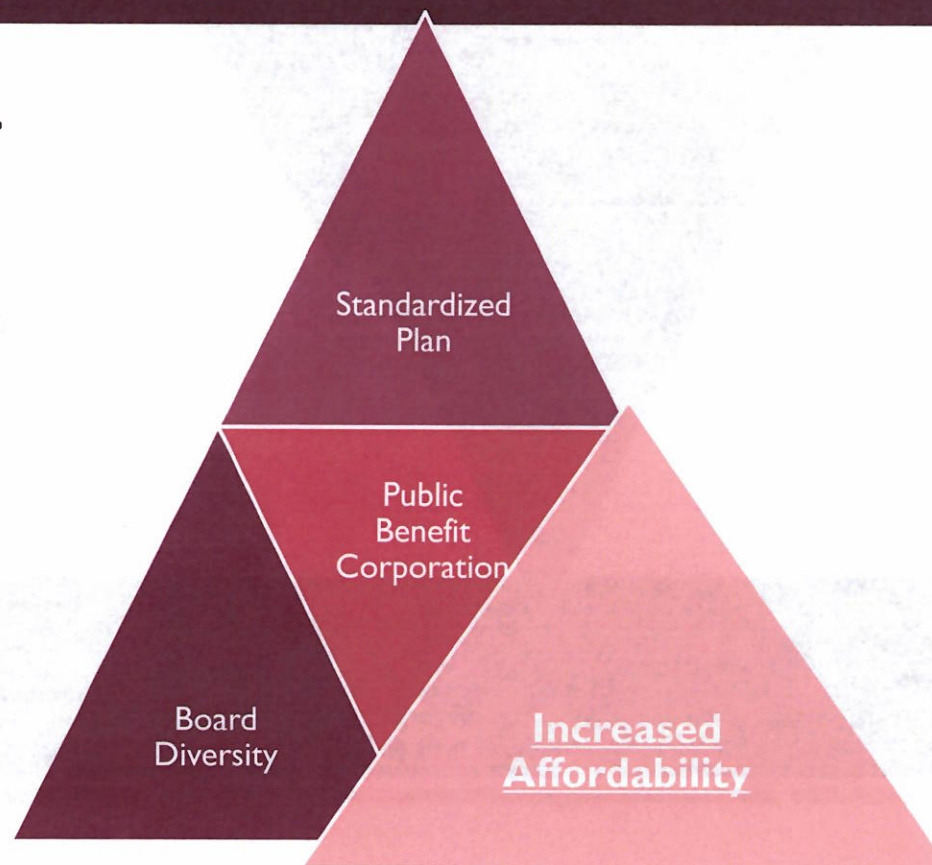 Standardized
Plan
Public
Benefit
Corporation
Board
Diversity
Increased
Affordability